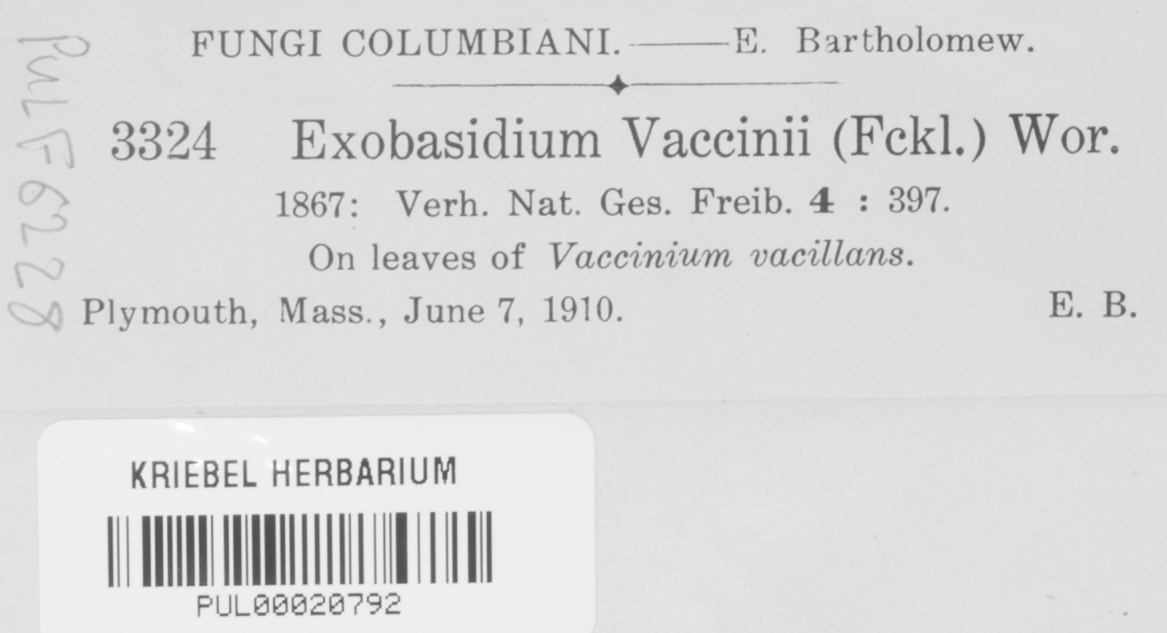 FUNGI COLUMBIANI.——E. Bartholomew.
3324 Exobasidium Vaccinii (Fckl.) Wor.
1867: Verh. Nat. Ges. Freib. 4 : 397.
On leaves of Vaccinium vacillans.
Plymouth, Mass., June 7, 1910. E. B.
PUL F6228
KRIEBEL HERBARIUM
PUL00020792